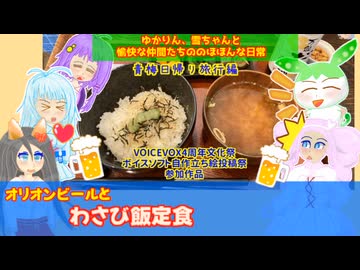 ゆかりん、雪ちゃんと
愉快な仲間たちののほほんな日常
青梅日帰り旅行編
VOICEVOX4周年文化祭
ボイスソフト自作立ち絵投稿祭
参加作品
オリオンビールと
わさび飯定食